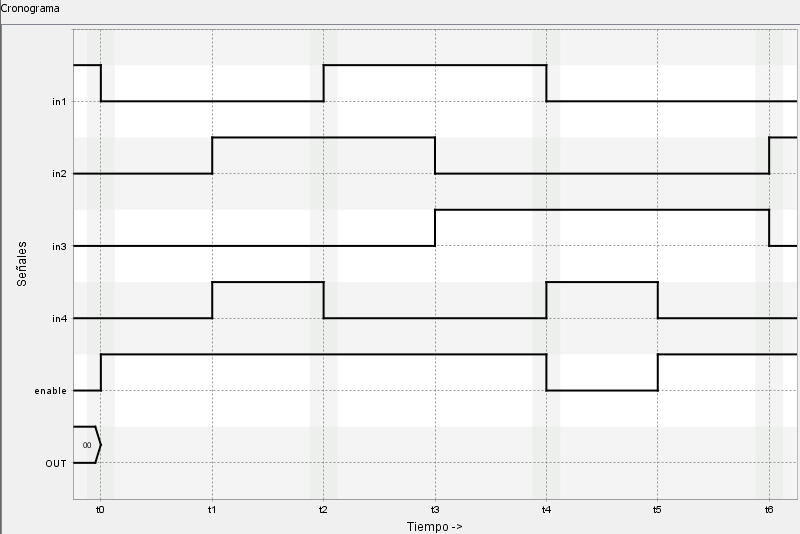 Cronograma
in1
in2
in3
in4
enable
OUT
00
Señales
t0 t1 t2 t3 t4 t5 t6
Tiempo ->